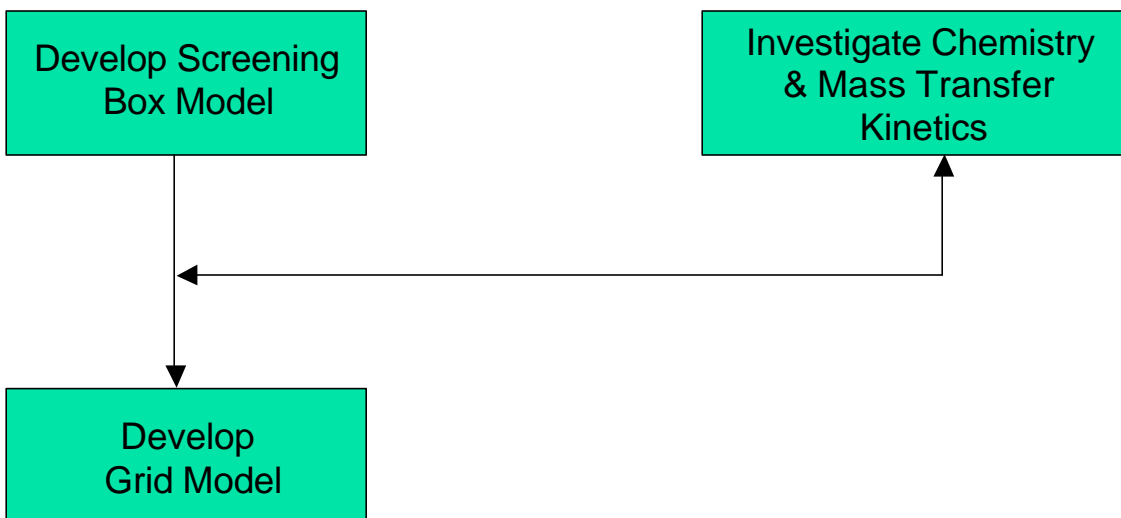 Develop Screening
Box Model
Investigate Chemistry
& Mass Transfer
Kinetics
Develop
Grid Model